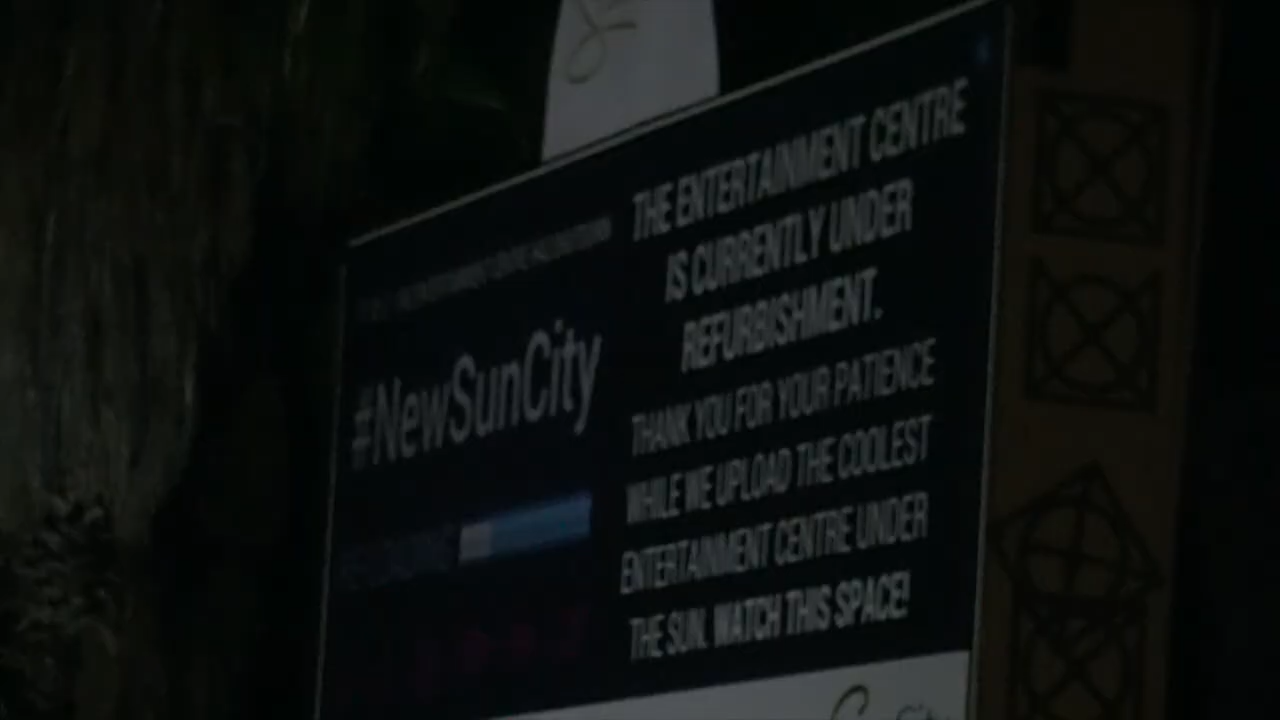 #NewSunCity
THE ENTERTAINMENT CENTRE
IS CURRENTLY UNDER
REFURBISHMENT.
THANK YOU FOR YOUR PATIENCE
WHILE WE UPLOAD THE COOLEST
ENTERTAINMENT CENTRE UNDER
THE SUN. WATCH THIS SPACE!